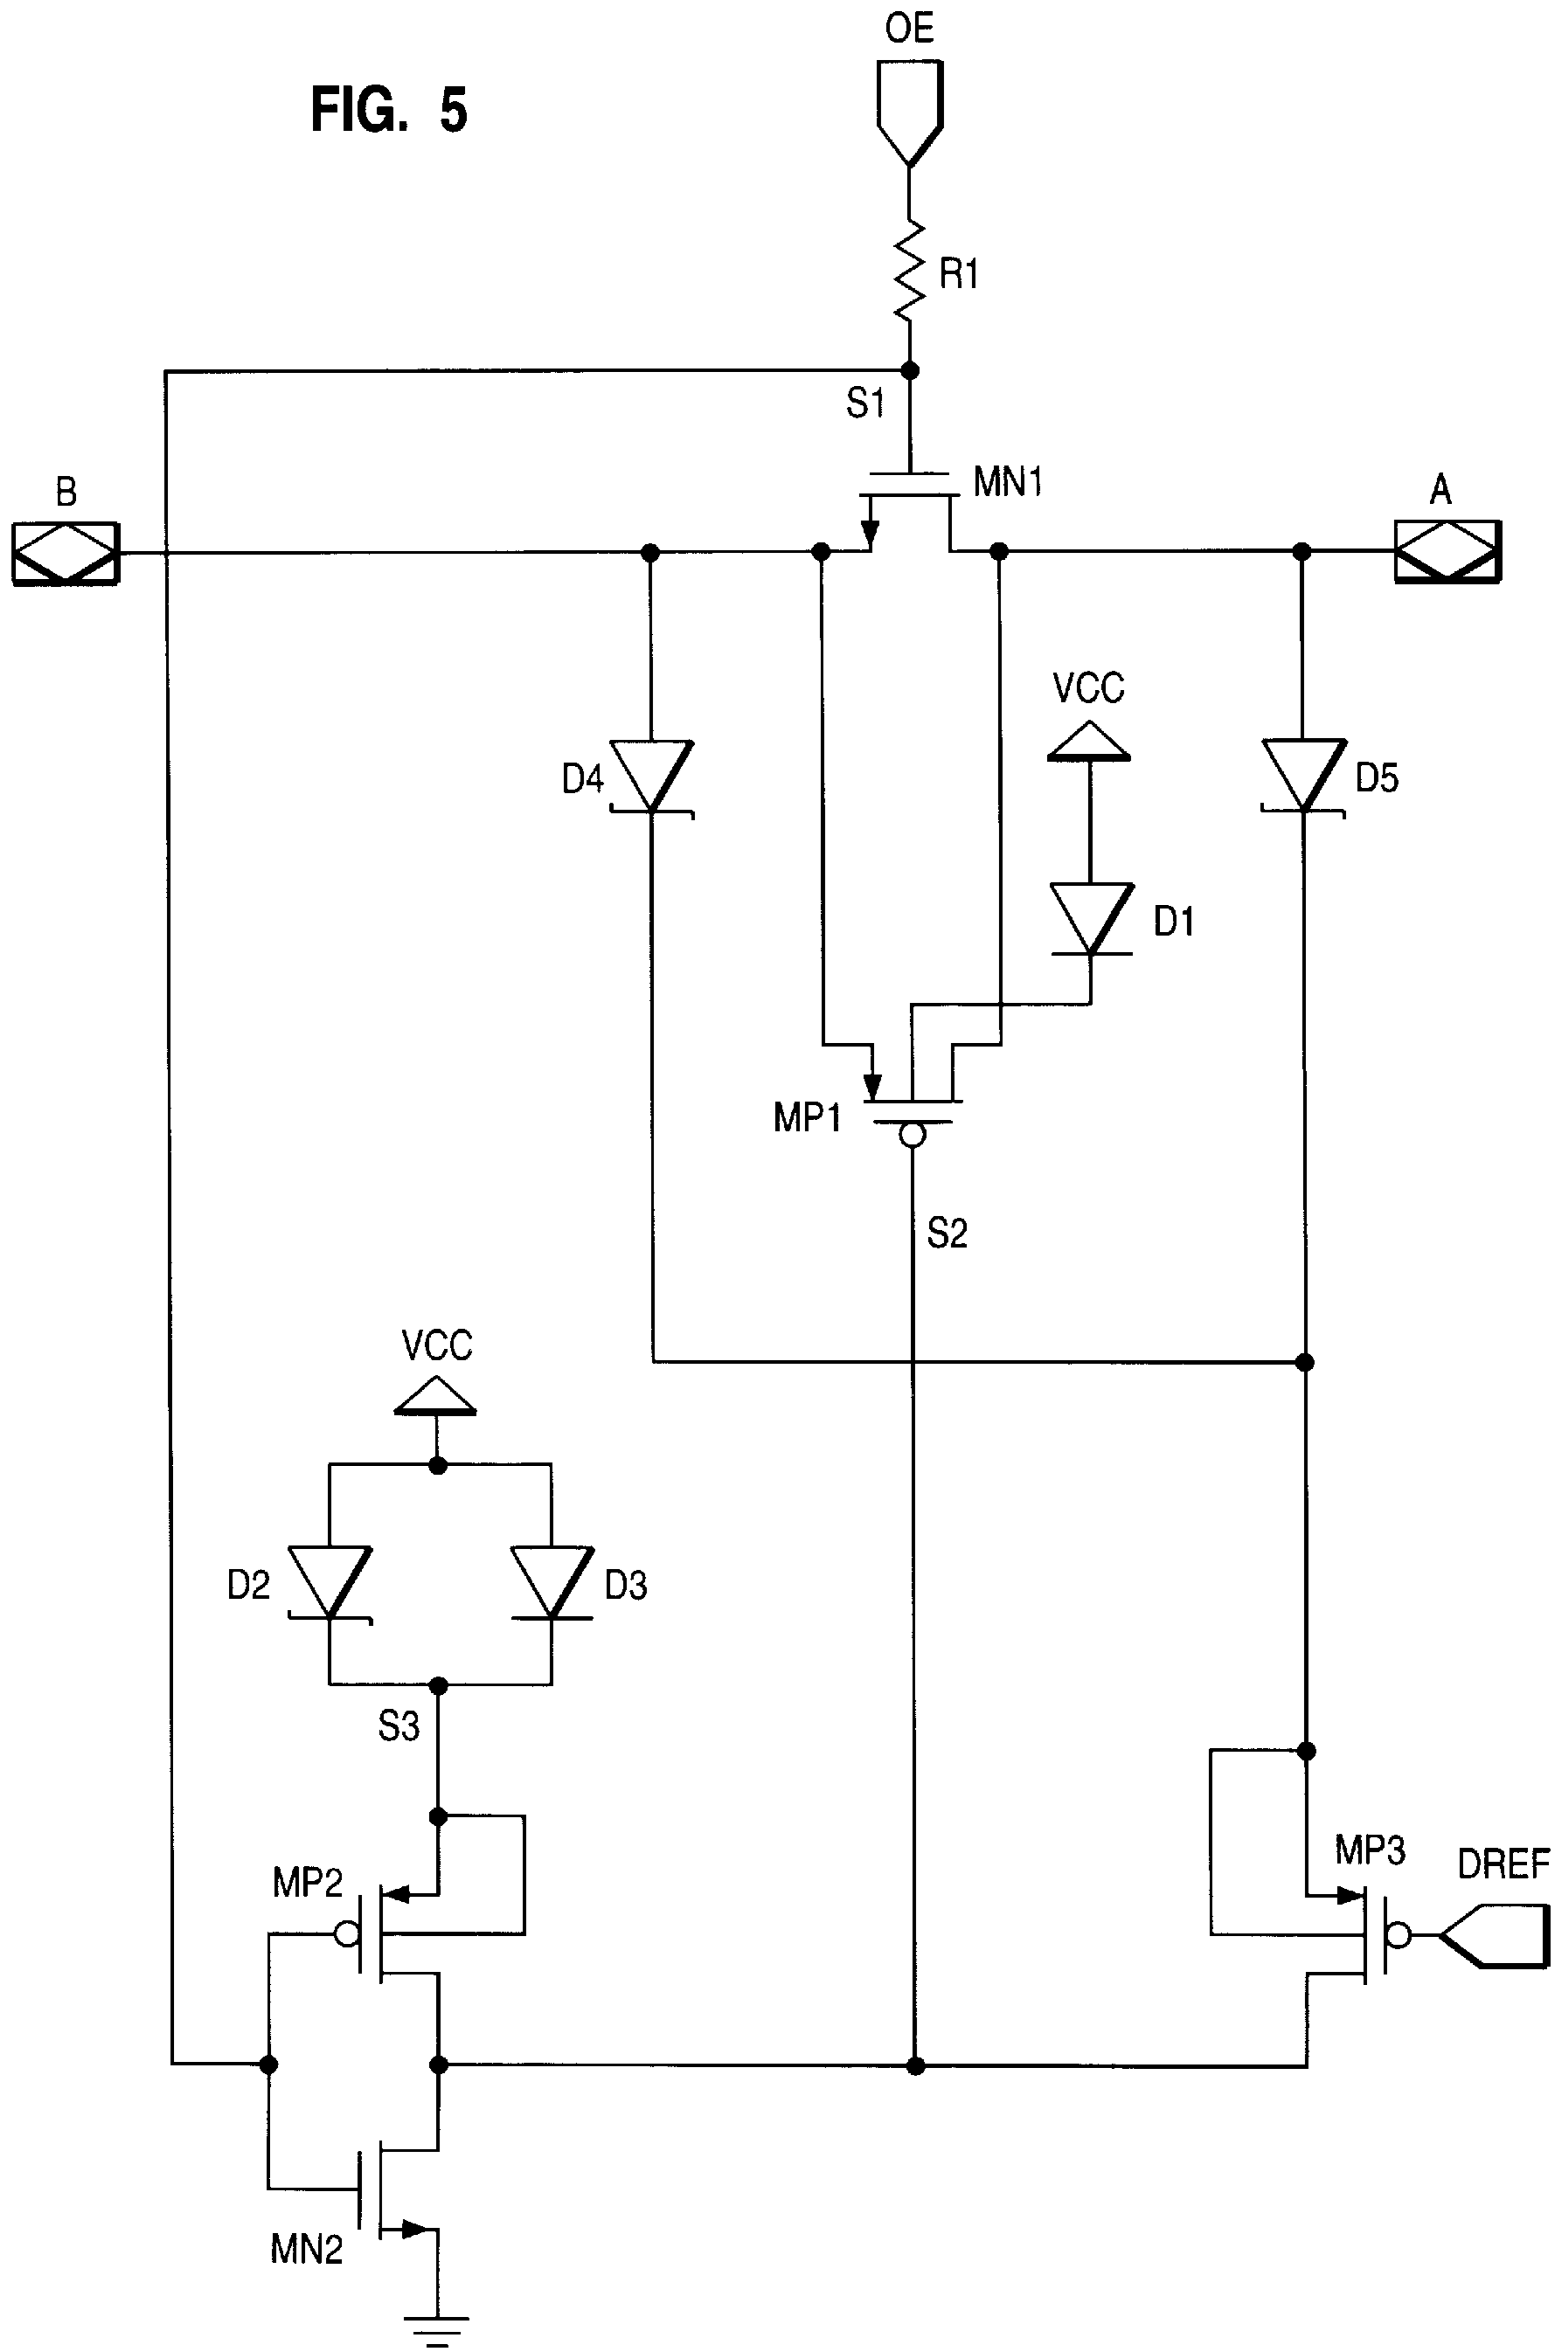 OE
FIG. 5
R1
S1
MN1
B
A
VCC
D4
D5
D1
MP1
S2
VCC
D2
D3
S3
MP3
DREF
MP2
MN2